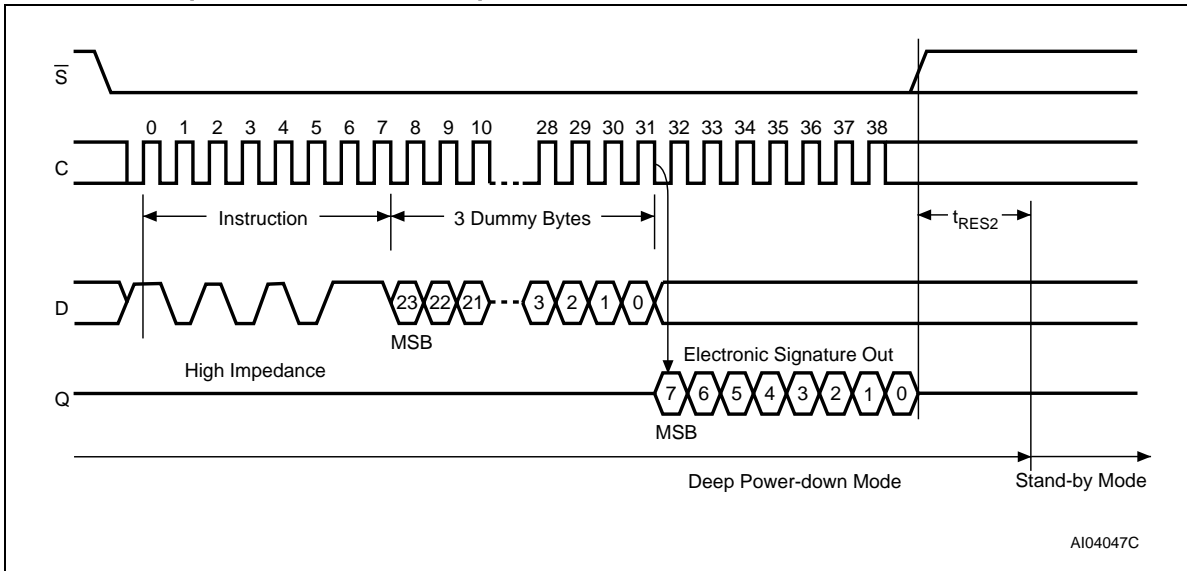 S
0 1 2 3 4 5 6 7 8 9 10 28 29 30 31 32 33 34 35 36 37 38
C
Instruction 3 Dummy Bytes tRES2
D 23 22 21 3 2 1 0
MSB
High Impedance Electronic Signature Out
Q 7 6 5 4 3 2 1 0
MSB
Deep Power-down Mode Stand-by Mode
AI04047C